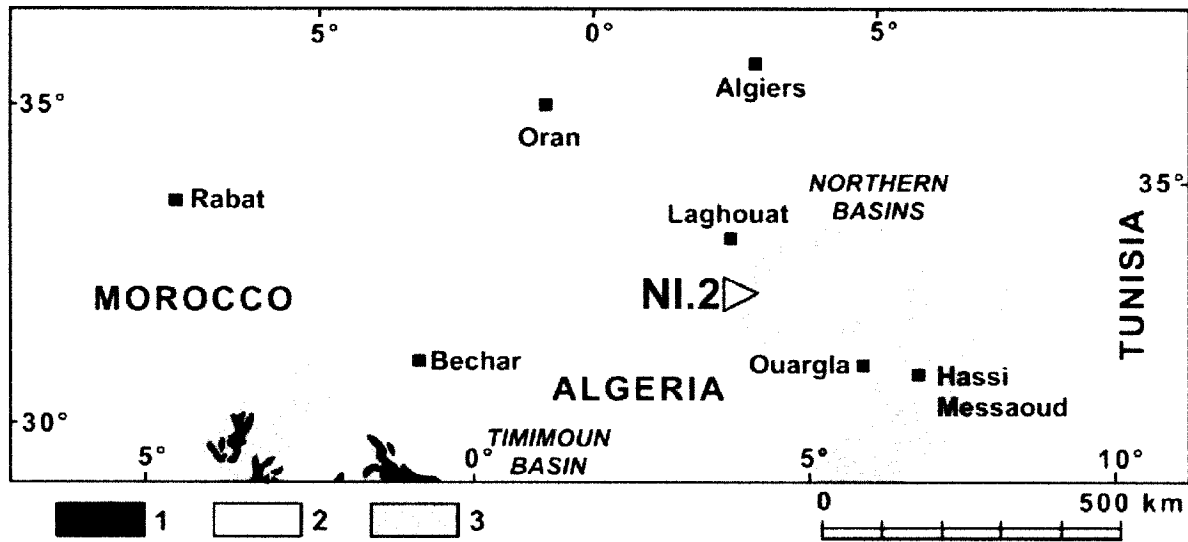 5° 0° 5°
Algiers
35°
Oran
NORTHERN
BASINS
35°
Rabat
Laghouat
TUNISIA
MOROCCO
NI.2
Bechar
Ouargla
Hassi
Messaoud
ALGERIA
30°
TIMIMOUN
BASIN
5° 0° 5° 10°
1 2 3
0 500 km